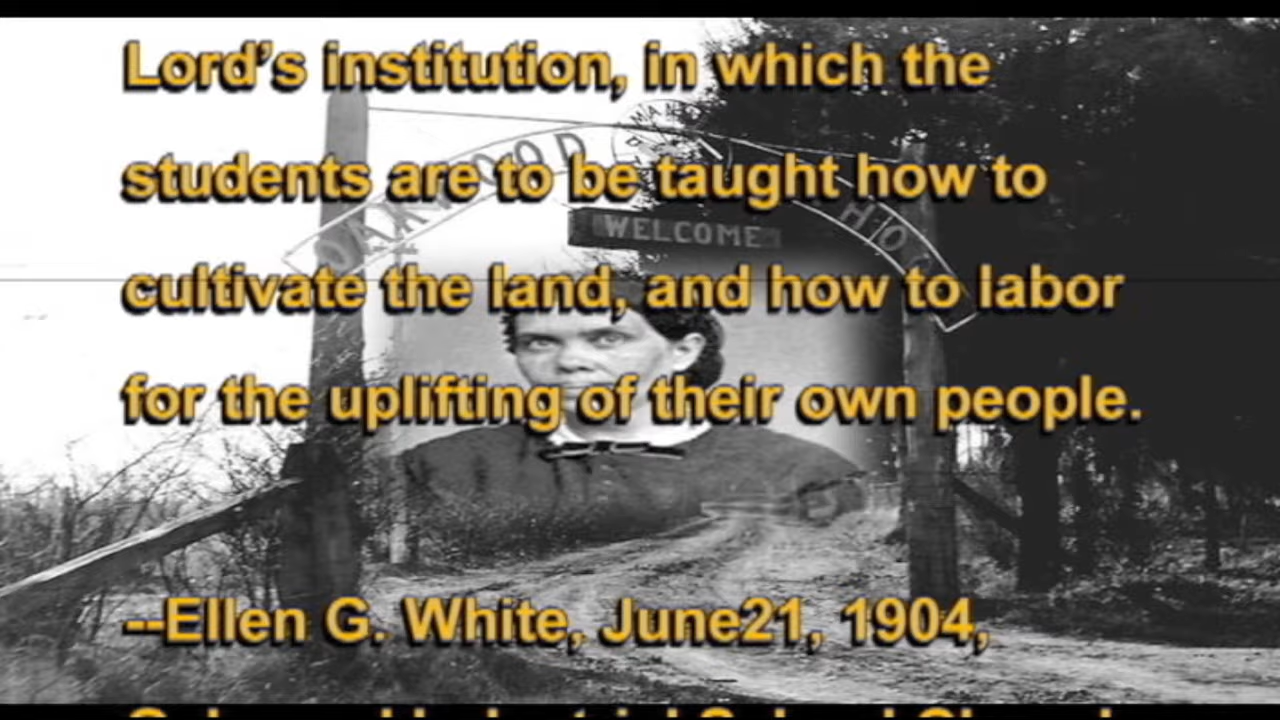 Lord's institution, in which the
students are to be taught how to
cultivate the land, and how to labor
for the uplifting of their own people.
--Ellen G. White, June21, 1904,
OAKWOOD
WELCOME